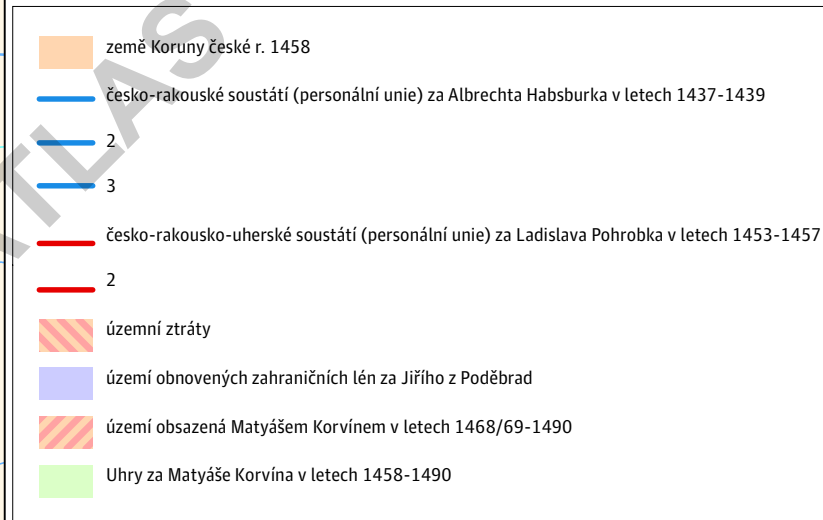 země Koruny české r. 1458
česko-rakouské soustátí (personální unie) za Albrechta Habsburka v letech 1437-1439
2
3
česko-rakousko-uherské soustátí (personální unie) za Ladislava Pohrobka v letech 1453-1457
2
územní ztráty
území obnovených zahraničních lén za Jiřího z Poděbrad
území obsazená Matyášem Korvínem v letech 1468/69-1490
Uhry za Matyáše Korvína v letech 1458-1490
TLAS